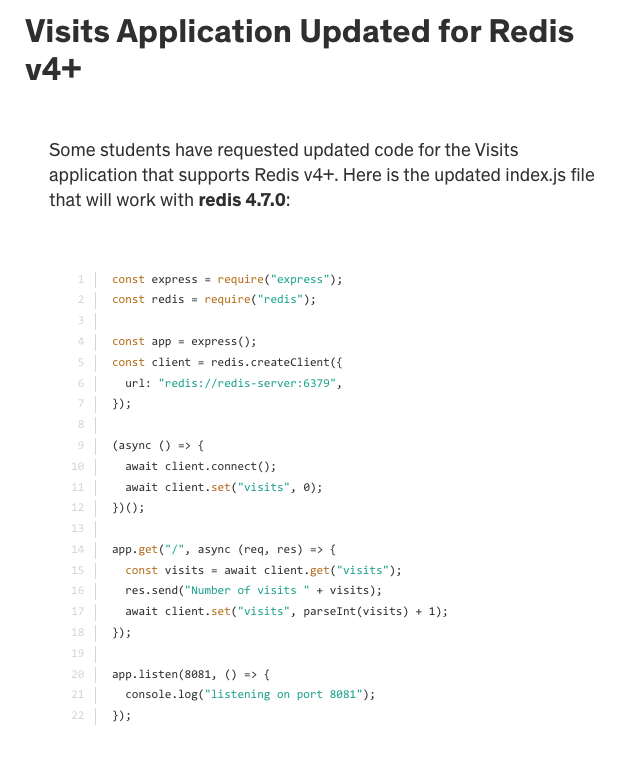 Visits Application Updated for Redis
v4+
Some students have requested updated code for the Visits
application that supports Redis v4+. Here is the updated index.js file
that will work with redis 4.7.0:
1 const express = require("express");
2 const redis = require("redis");
3
4 const app = express();
5 const client = redis.createClient({
6   url: "redis://redis-server:6379",
7 });
8
9 (async () => {
10   await client.connect();
11   await client.set("visits", 0);
12 })();
13
14 app.get("/", async (req, res) => {
15   const visits = await client.get("visits");
16   res.send("Number of visits " + visits);
17   await client.set("visits", parseInt(visits) + 1);
18 });
19
20 app.listen(8081, () => {
21   console.log("listening on port 8081");
22 });